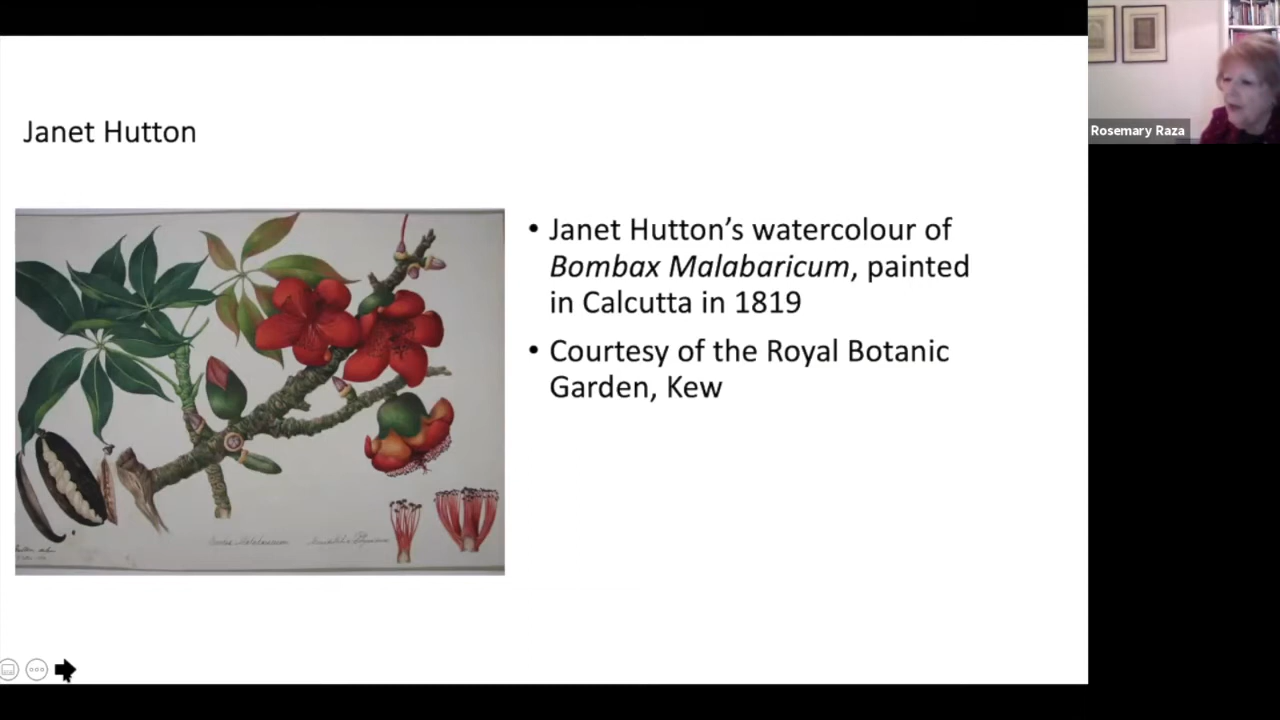 Janet Hutton
• Janet Hutton’s watercolour of
Bombax Malabaricum, painted
in Calcutta in 1819
• Courtesy of the Royal Botanic
Garden, Kew
Rosemary Raza